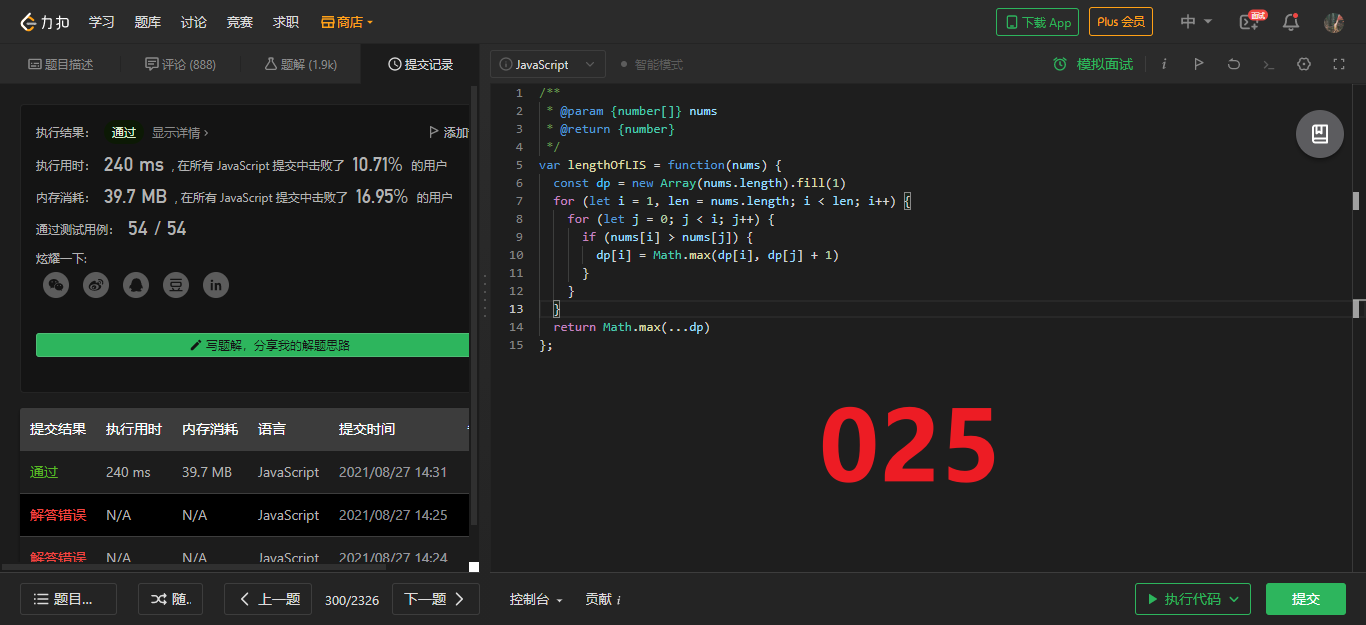 力扣 学习 题库 讨论 竞赛 求职 商店 下载 App Plus 会员 中 面试
题目描述 评论 (888) 题解 (1.9k) 提交记录
执行结果: 通过 显示详情 › 添加
执行用时: 240 ms , 在所有 JavaScript 提交中击败了 10.71% 的用户
内存消耗: 39.7 MB , 在所有 JavaScript 提交中击败了 16.95% 的用户
通过测试用例: 54 / 54
炫耀一下:
豆 in
写题解, 分享我的解题思路
提交结果 执行用时 内存消耗 语言 提交时间
通过 240 ms 39.7 MB JavaScript 2021/08/27 14:31
解答错误 N/A N/A JavaScript 2021/08/27 14:25
解答错误 N/A N/A JavaScript 2021/08/27 14:24
JavaScript 智能模式 模拟面试 i
1 /**
2 * @param {number[]} nums
3 * @return {number}
4 */
5 var lengthOfLIS = function(nums) {
6 const dp = new Array(nums.length).fill(1)
7 for (let i = 1, len = nums.length; i < len; i++) {
8 for (let j = 0; j < i; j++) {
9 if (nums[i] > nums[j]) {
10 dp[i] = Math.max(dp[i], dp[j] + 1)
11 }
12 }
13 }
14 return Math.max(...dp)
15 };
025
题目... 随.. 上一题 300/2326 下一题 控制台 贡献 i 执行代码 提交